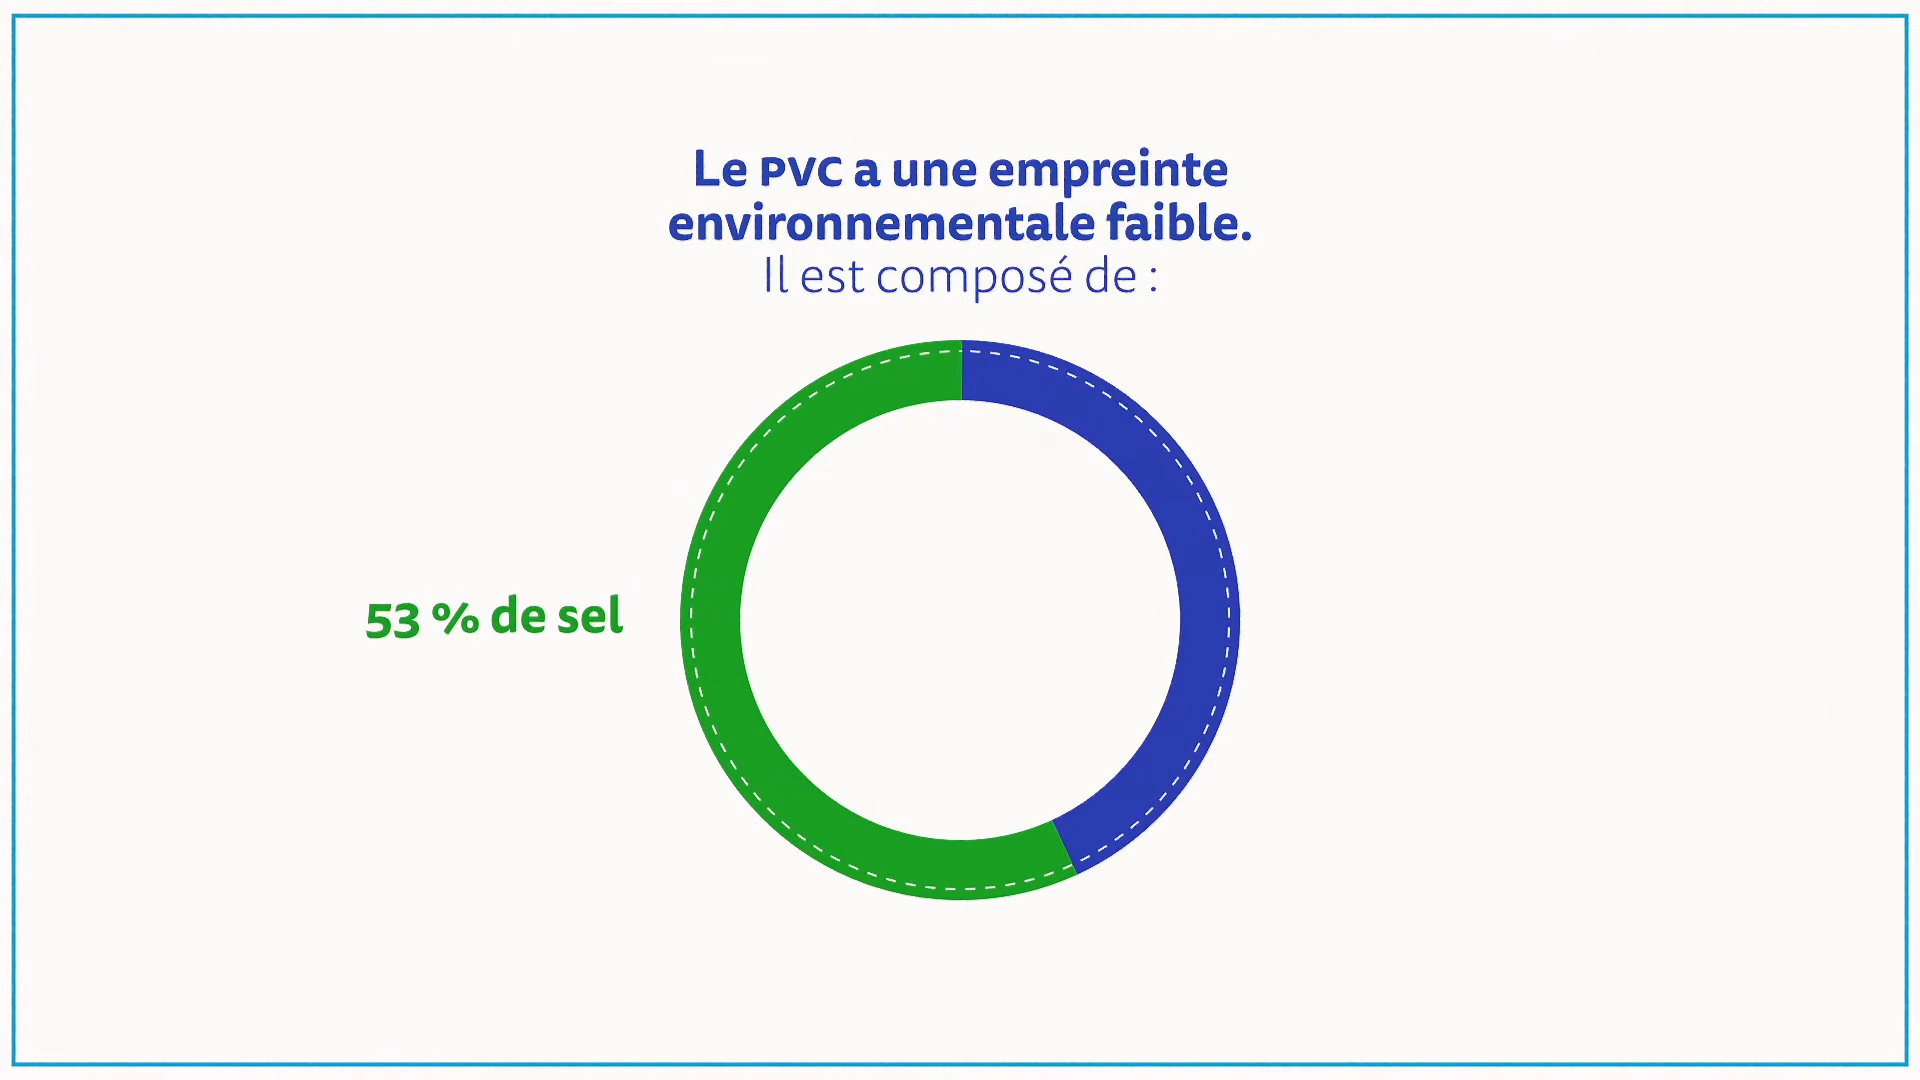 Le PVC a une empreinte
environnementale faible.
Il est composé de :
53 % de sel